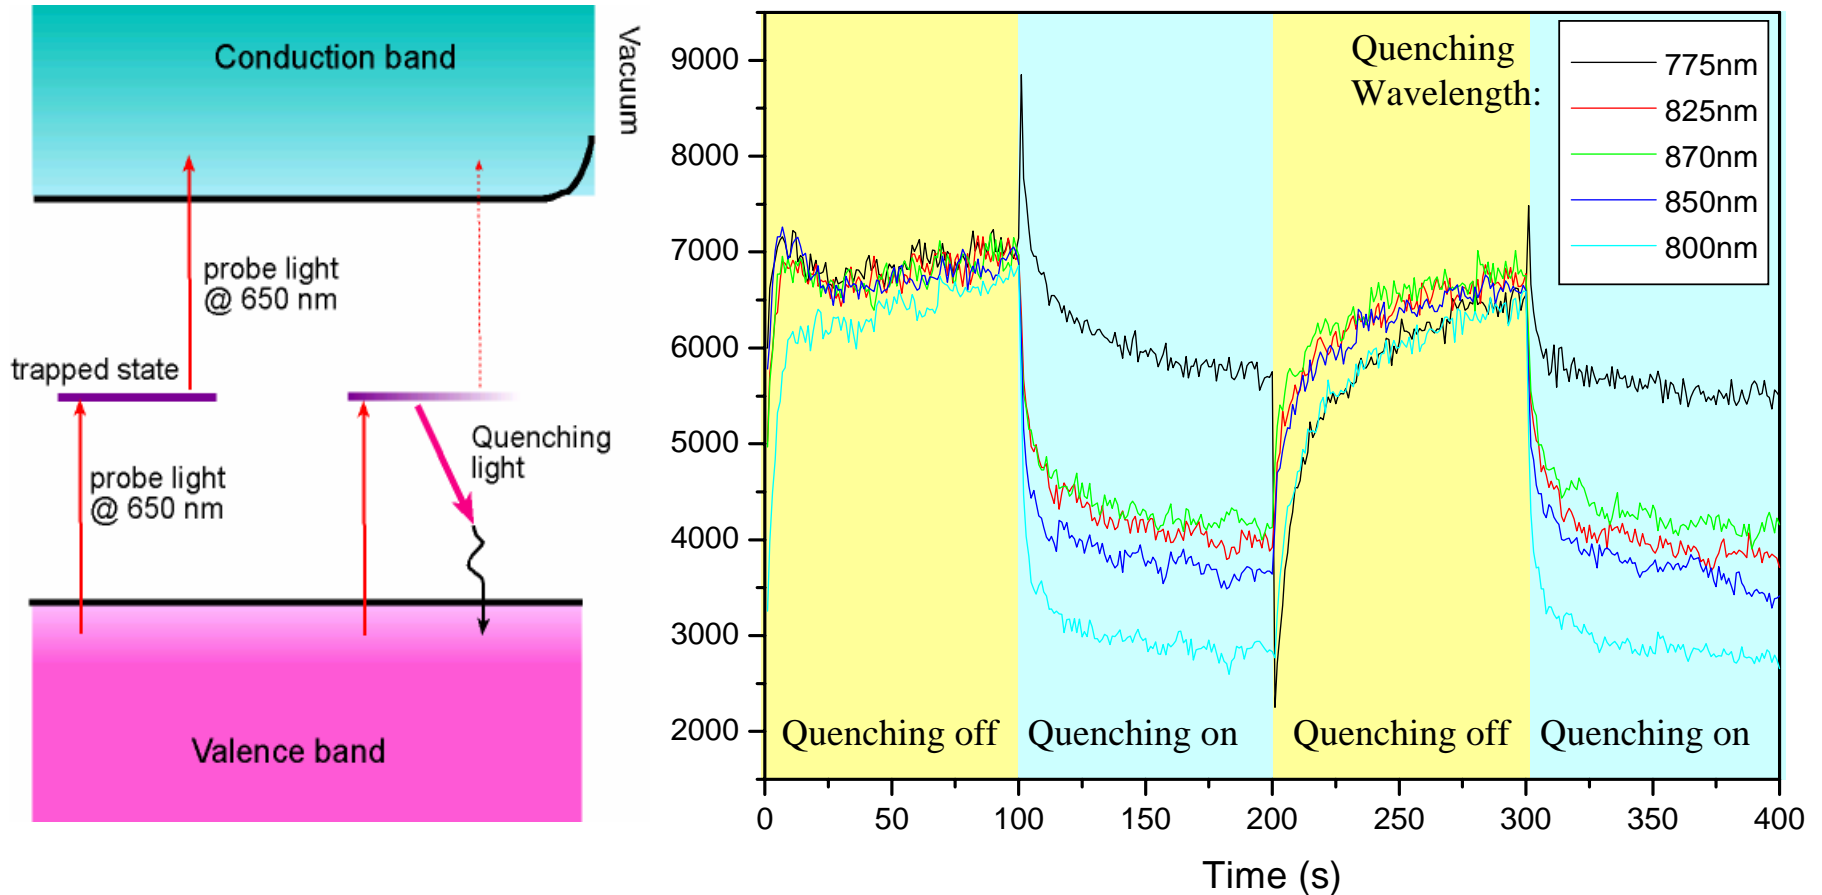 Conduction band
Vacuum
probe light
@ 650 nm
trapped state
probe light
@ 650 nm
Quenching
light
Valence band
9000
8000
7000
6000
5000
4000
3000
2000
Quenching
Wavelength:
775nm
825nm
870nm
850nm
800nm
Quenching off
Quenching on
Quenching off
Quenching on
0
50
100
150
200
250
300
350
400
Time (s)